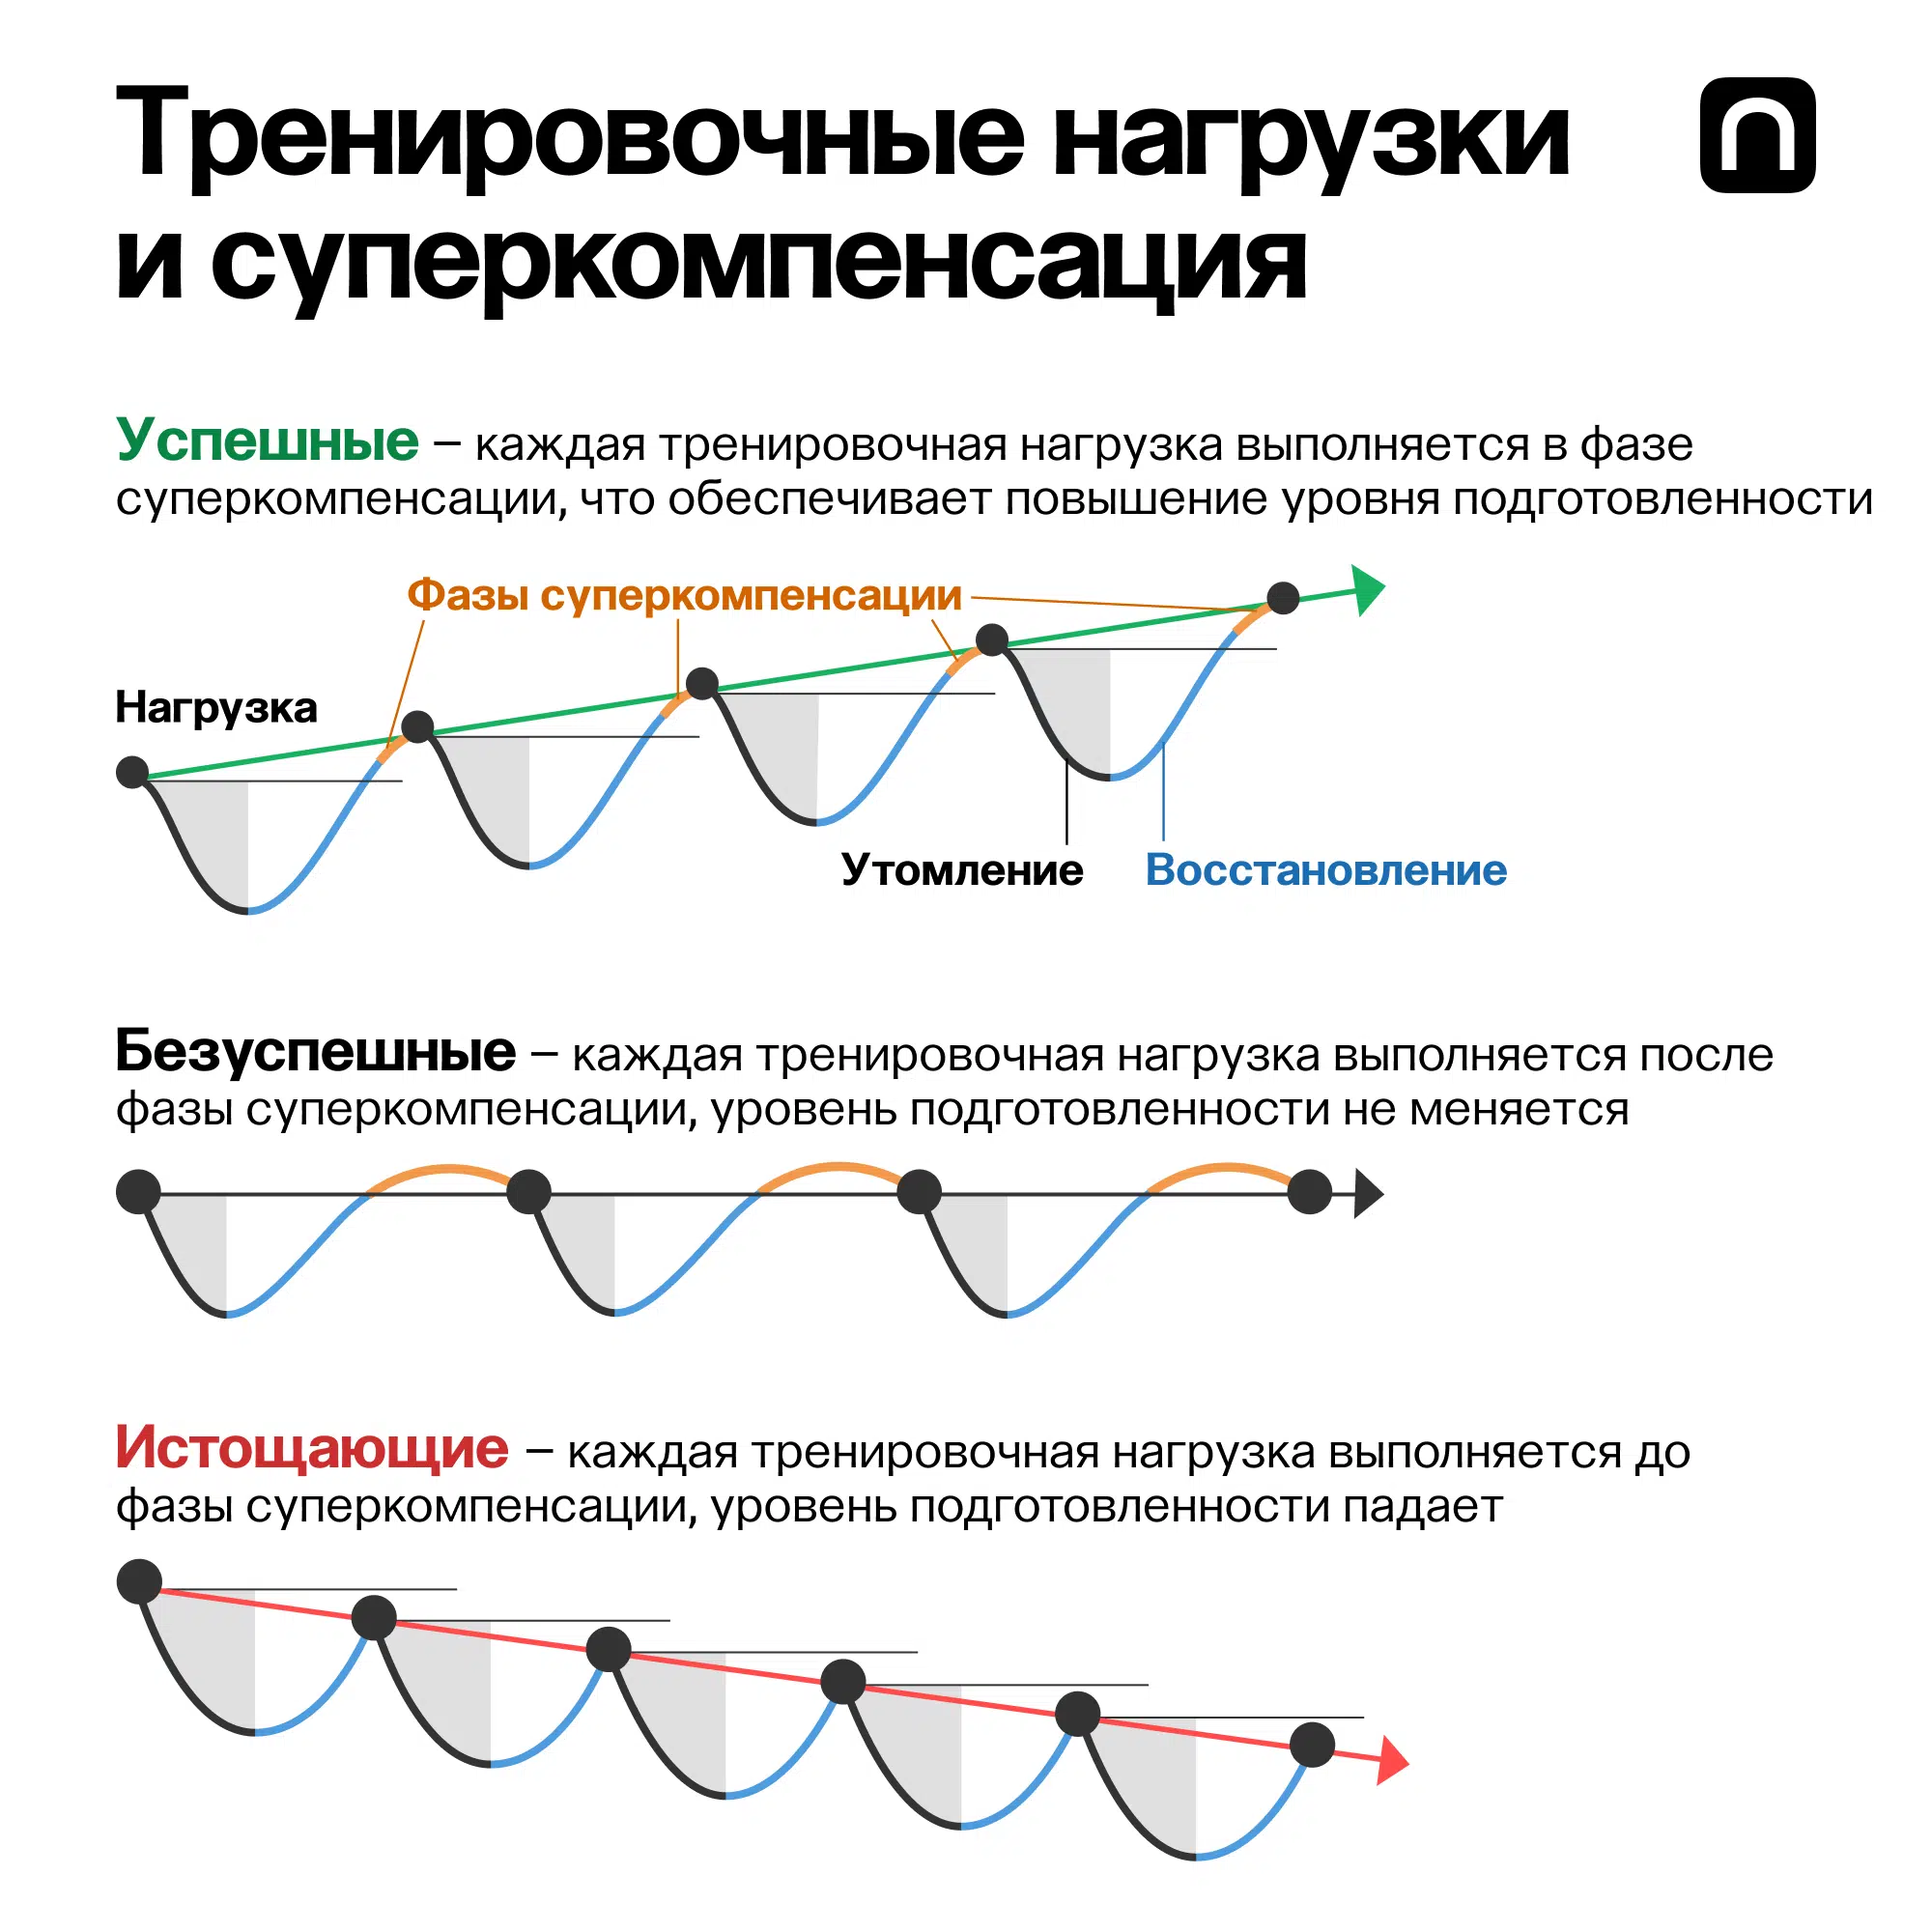 Тренировочные нагрузки
и суперкомпенсация
Успешные – каждая тренировочная нагрузка выполняется в фазе
суперкомпенсации, что обеспечивает повышение уровня подготовленности
Фазы суперкомпенсации
Нагрузка
Утомление
Восстановление
Безуспешные – каждая тренировочная нагрузка выполняется после
фазы суперкомпенсации, уровень подготовленности не меняется
Истощающие – каждая тренировочная нагрузка выполняется до
фазы суперкомпенсации, уровень подготовленности падает